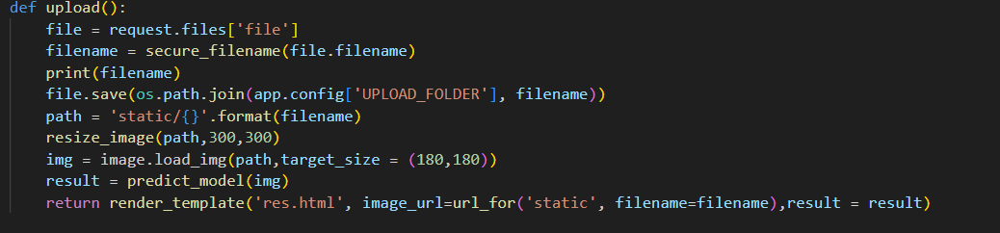 def upload():
    file = request.files['file']
    filename = secure_filename(file.filename)
    print(filename)
    file.save(os.path.join(app.config['UPLOAD_FOLDER'], filename))
    path = 'static/{}'.format(filename)
    resize_image(path,300,300)
    img = image.load_img(path,target_size = (180,180))
    result = predict_model(img)
    return render_template('res.html', image_url=url_for('static', filename=filename),result = result)